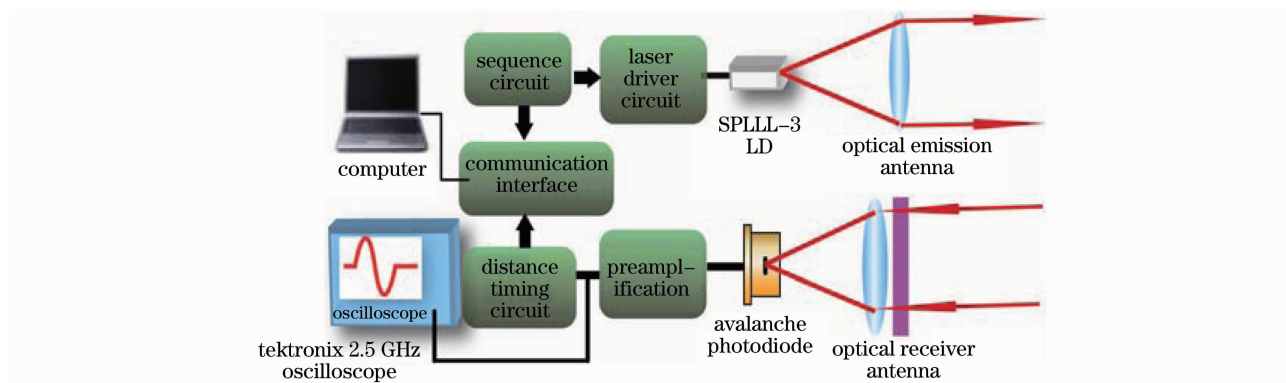 sequence
circuit
laser
driver
circuit
SPLLL-3
LD
optical emission
antenna
computer
communication
interface
oscilloscope
tektronix 2.5 GHz
oscilloscope
distance
timing
circuit
preampl-
ification
avalanche
photodiode
optical receiver
antenna